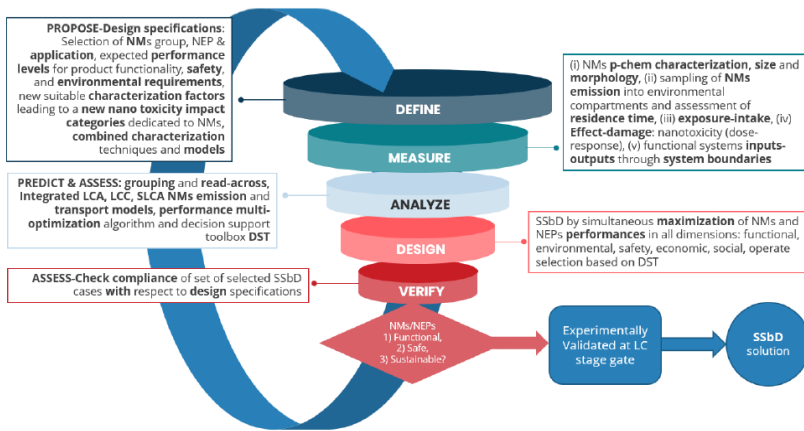 PROPOSE-Design specifications:
Selection of NMs group, NEP &
application, expected performance
levels for product functionality, safety,
and environmental requirements,
new suitable characterization factors
leading to a new nano toxicity impact
categories dedicated to NMs,
combined characterization
techniques and models
DEFINE
(i) NMs p-chem characterization, size and
morphology, (ii) sampling of NMs
emission into environmental
compartments and assessment of
residence time, (iii) exposure-intake, (iv)
Effect-damage: nanotoxicity (dose-
response), (v) functional systems inputs-
outputs through system boundaries
MEASURE
PREDICT & ASSESS: grouping and read-across,
Integrated LCA, LCC, SLCA NMs emission and
transport models, performance multi-
optimization algorithm and decision support
toolbox DST
ANALYZE
DESIGN
SSbD by simultaneous maximization of NMs and
NEPs performances in all dimensions: functional,
environmental, safety, economic, social, operate
selection based on DST
ASSESS-Check compliance of set of selected SSbD
cases with respect to design specifications
VERIFY
NMs/NEPs
1) Functional,
2) Safe,
3) Sustainable?
Experimentally
Validated at LC
stage gate
SSbD
solution